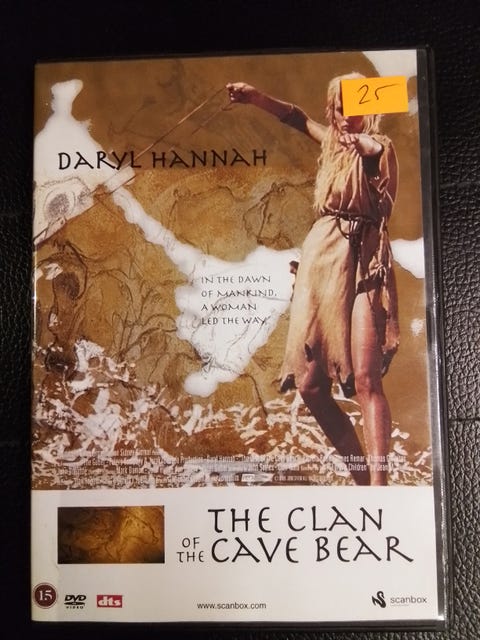 25
DARYL HANNAH
IN THE DAWN
OF MANKIND,
A WOMAN
LED THE WAY.
THE CLAN
OF THE CAVE BEAR
15
DVD
VIDEO
dts
www.scanbox.com
scanbox